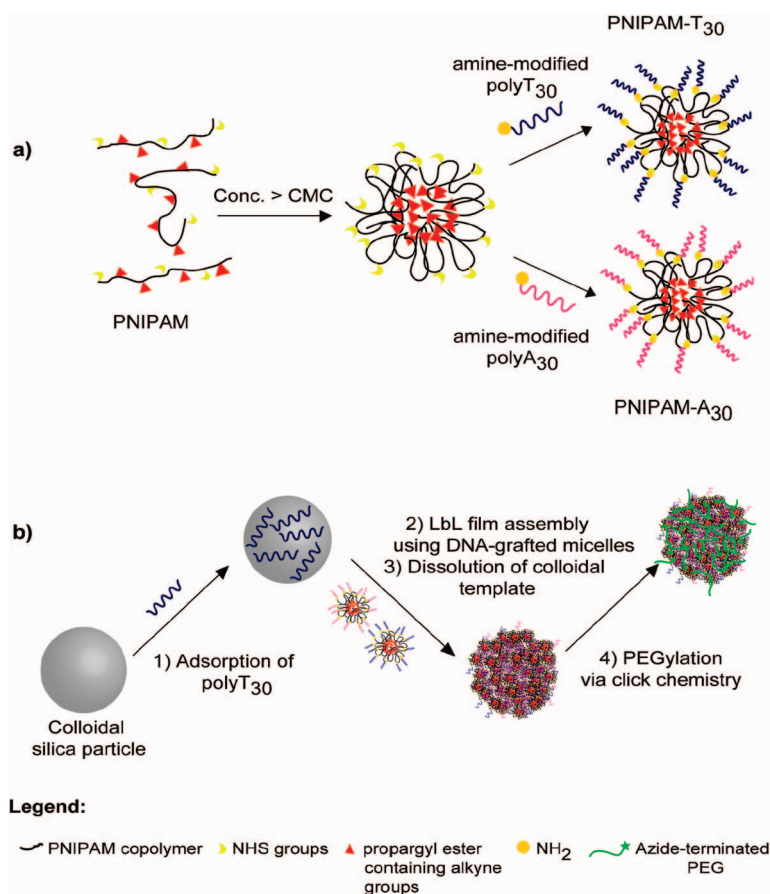 PNIPAM-T30
amine-modified
polyT30
a)
Conc. > CMC
PNIPAM
amine-modified
polyA30
PNIPAM-A30
b)
2) LbL film assembly
using DNA-grafted micelles
3) Dissolution of colloidal
template
1) Adsorption of
polyT30
4) PEGylation
via click chemistry
Colloidal
silica particle
Legend:
PNIPAM copolymer NHS groups propargyl ester NH2 Azide-terminated
containing alkyne PEG
groups